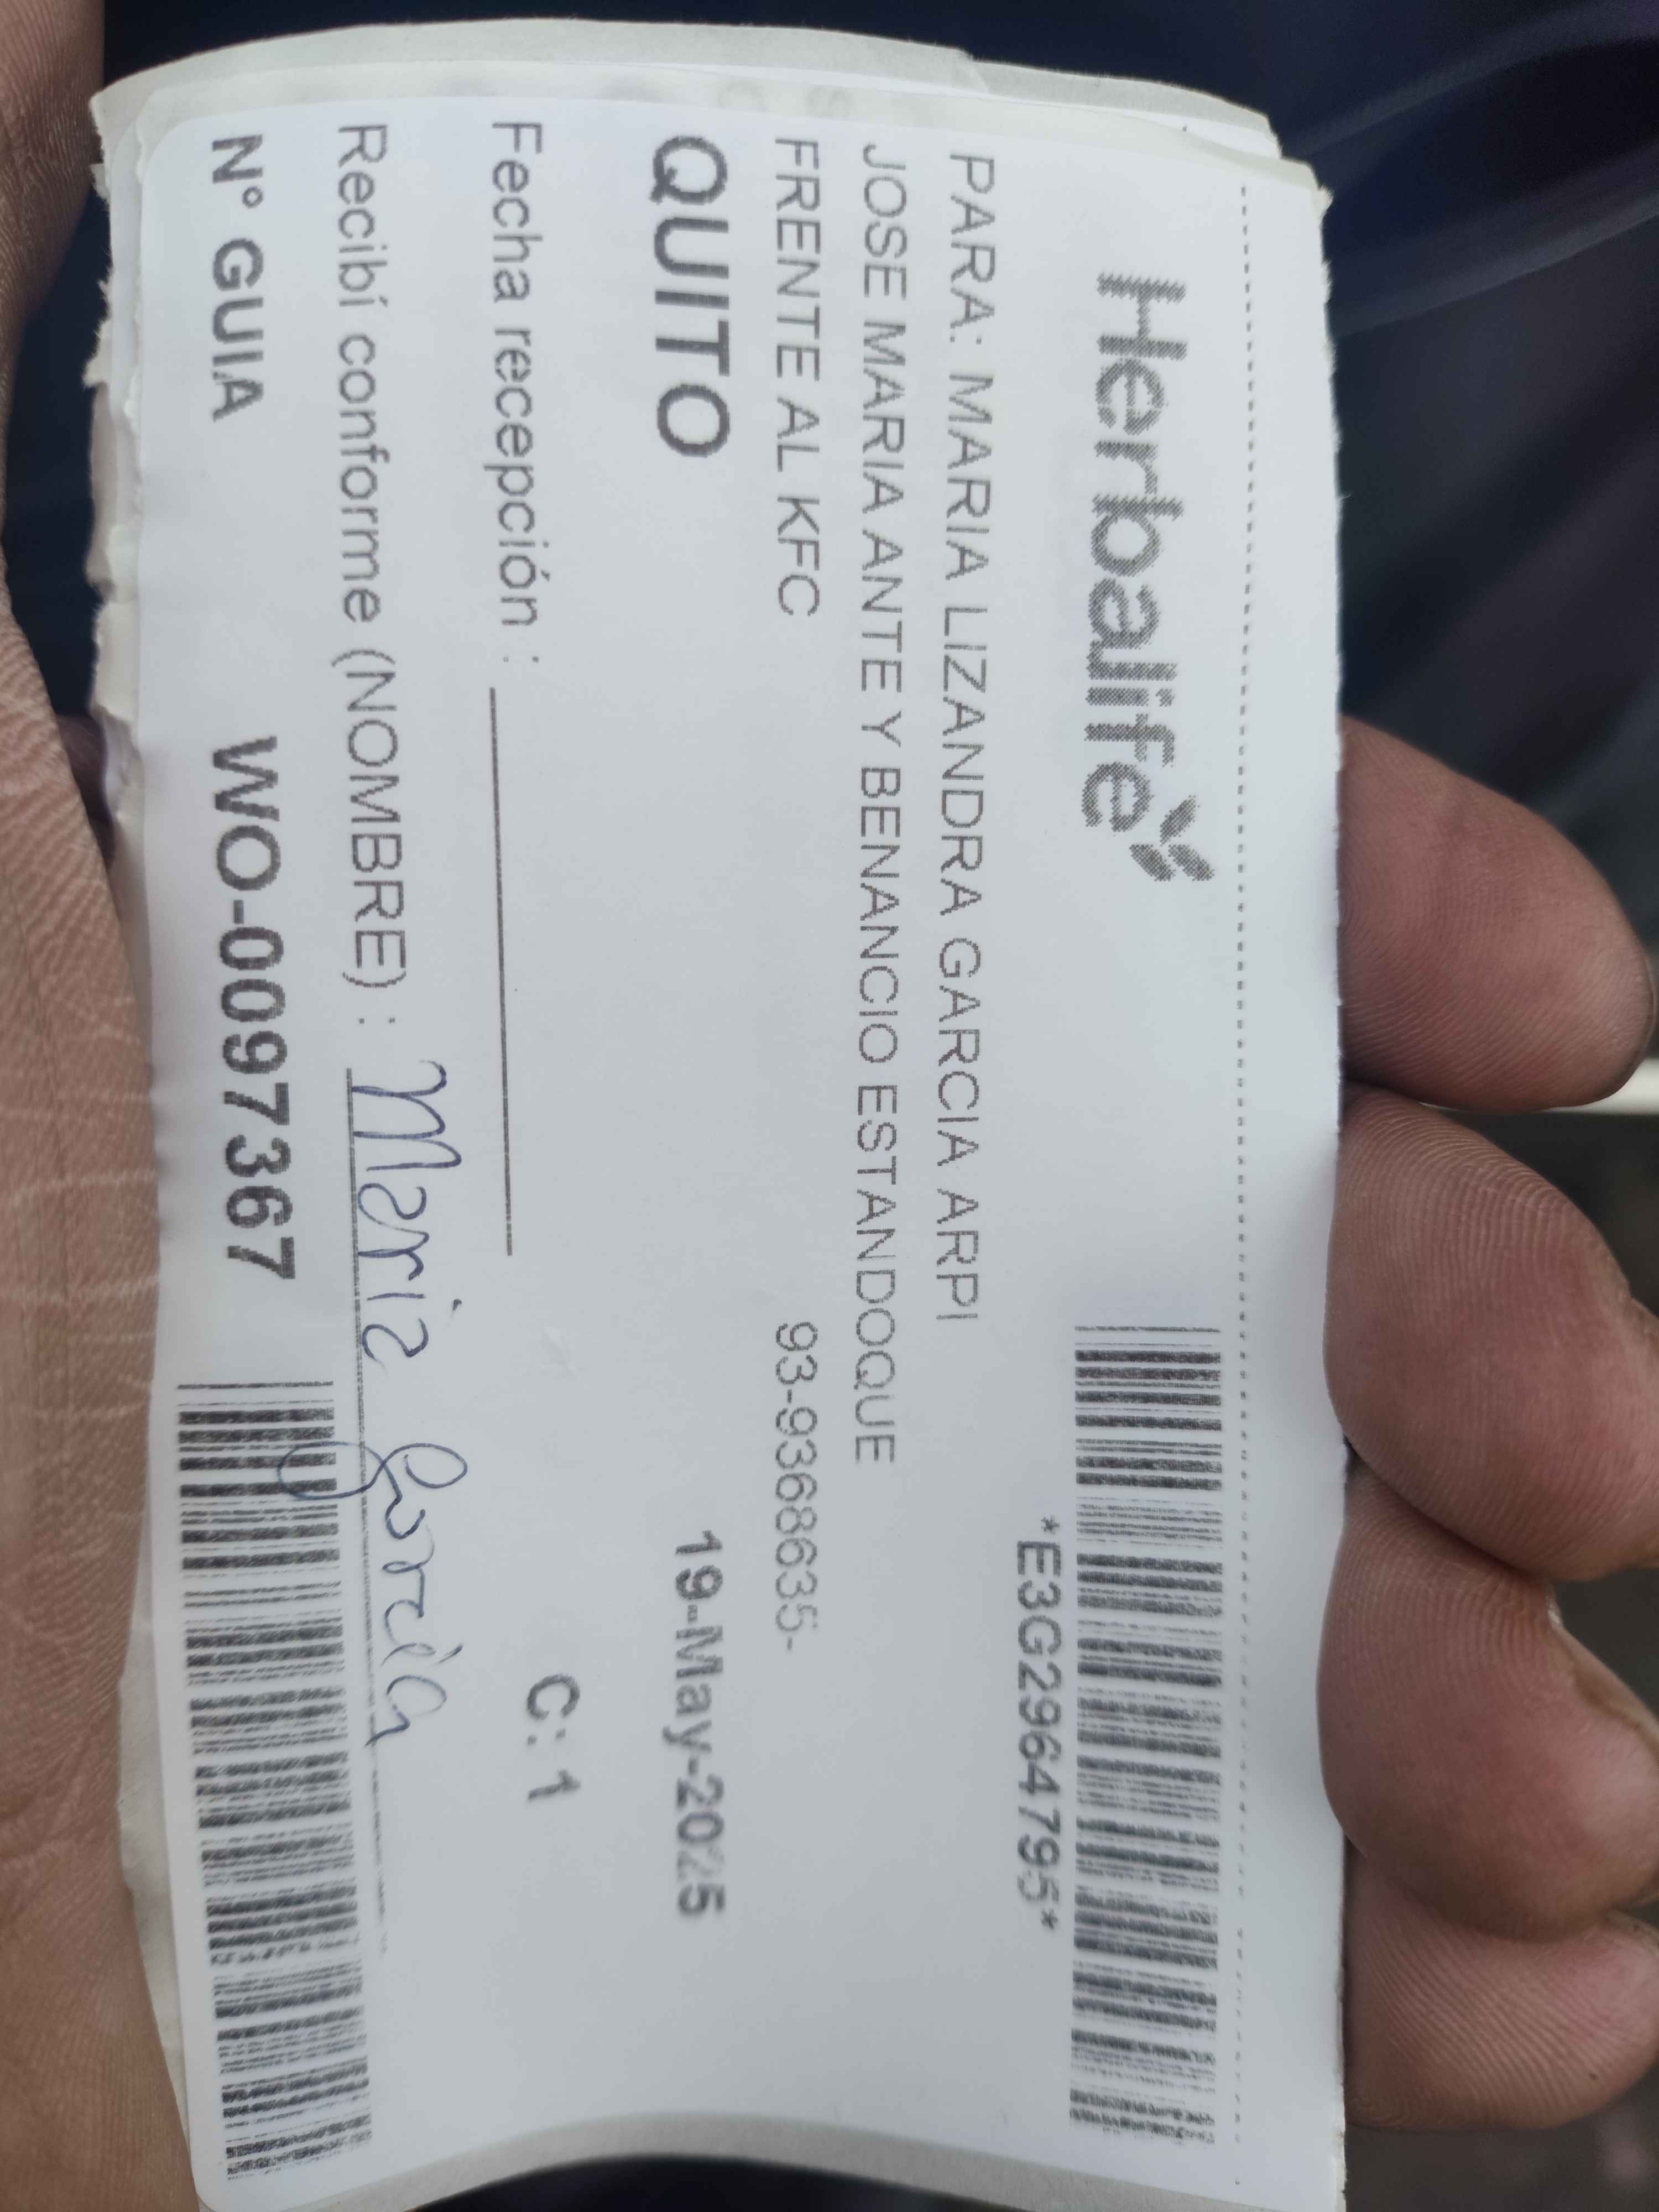 Herbalife
*E3G2964795*
PARA: MARIA LIZANDRA GARCIA ARPI
JOSE MARIA ANTE Y BENANCIO ESTANDOQUE
FRENTE AL KFC 93-9368635-
QUITO 19-May-2025
Fecha recepción : C: 1
Recibí conforme (NOMBRE) : Maria Garcia
N° GUIA WO-0097367